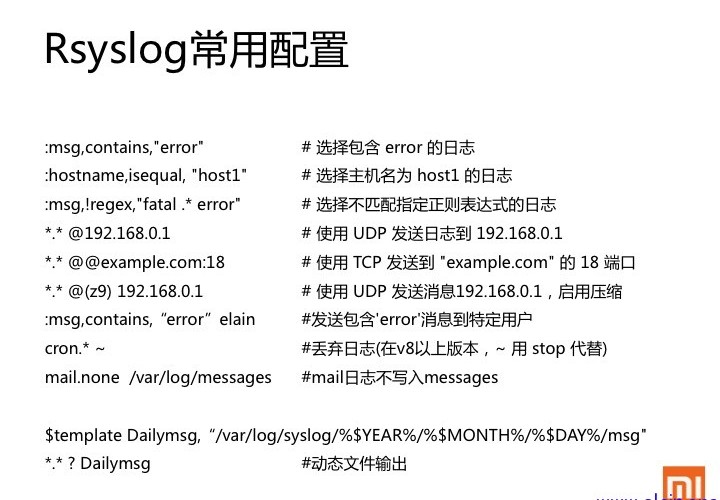 Rsyslog常用配置
:msg,contains,"error" # 选择包含 error 的日志
:hostname,isequal, "host1" # 选择主机名为 host1 的日志
:msg,!regex,"fatal .* error" # 选择不匹配指定正则表达式的日志
*.* @192.168.0.1 # 使用 UDP 发送日志到 192.168.0.1
*.* @@example.com:18 # 使用 TCP 发送到 "example.com" 的 18 端口
*.* @(z9) 192.168.0.1 # 使用 UDP 发送消息192.168.0.1，启用压缩
:msg,contains,“error”elain #发送包含'error'消息到特定用户
cron.* ~ #丢弃日志(在v8以上版本，~ 用 stop 代替)
mail.none /var/log/messages #mail日志不写入messages
$template Dailymsg,“/var/log/syslog/%$YEAR%/%$MONTH%/%$DAY%/msg"
*.* ? Dailymsg #动态文件输出